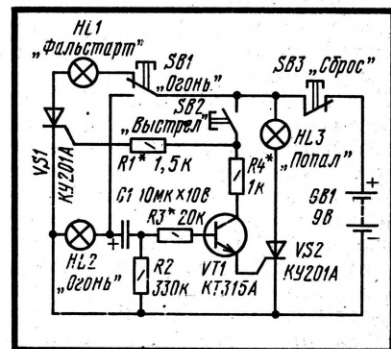 HL1
„Фальстарт"
SB1
„Огонь"
SB3 „Сброс"
SB2
„Выстрел"
VS1
КУ201А
R1* 1,5к
HL3
„Попал"
R4*
1к
C1 10мк×10В
R3* 20к
GB1
9В
+
–
+
HL2
„Огонь"
R2
330к
VT1
КТ315А
VS2
КУ201А